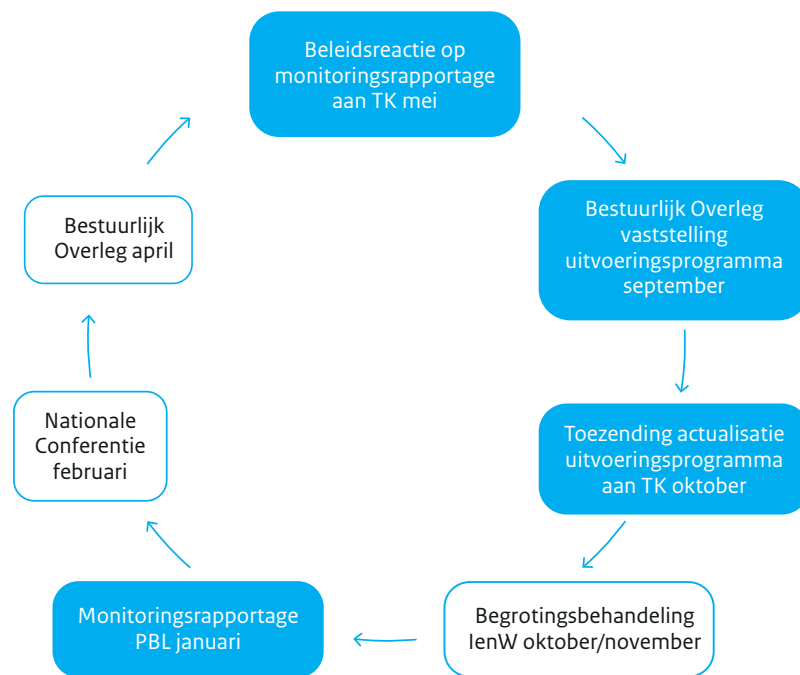 Beleidsreactie op
monitoringsrapportage
aan TK mei
Bestuurlijk Overleg
vaststelling
uitvoeringsprogramma
september
Toezending actualisatie
uitvoeringsprogramma
aan TK oktober
Begrotingsbehandeling
IenW oktober/november
Monitoringsrapportage
PBL januari
Nationale
Conferentie
februari
Bestuurlijk
Overleg april